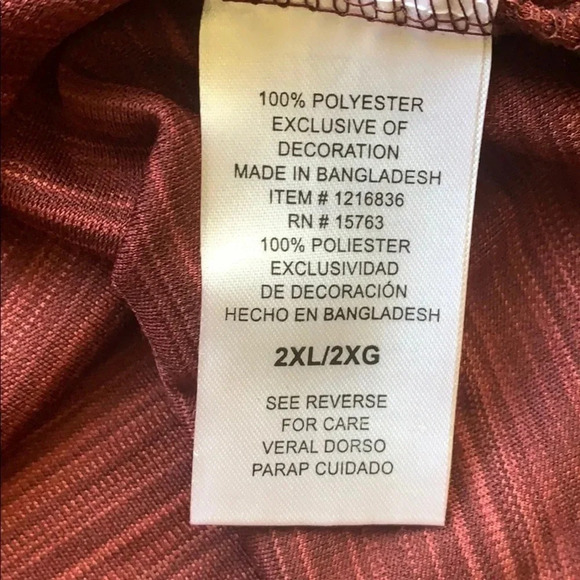 100% POLYESTER
EXCLUSIVE OF
DECORATION
MADE IN BANGLADESH
ITEM # 1216836
RN # 15763
100% POLIESTER
EXCLUSIVIDAD
DE DECORACIÓN
HECHO EN BANGLADESH
2XL/2XG
SEE REVERSE
FOR CARE
VERAL DORSO
PARAP CUIDADO